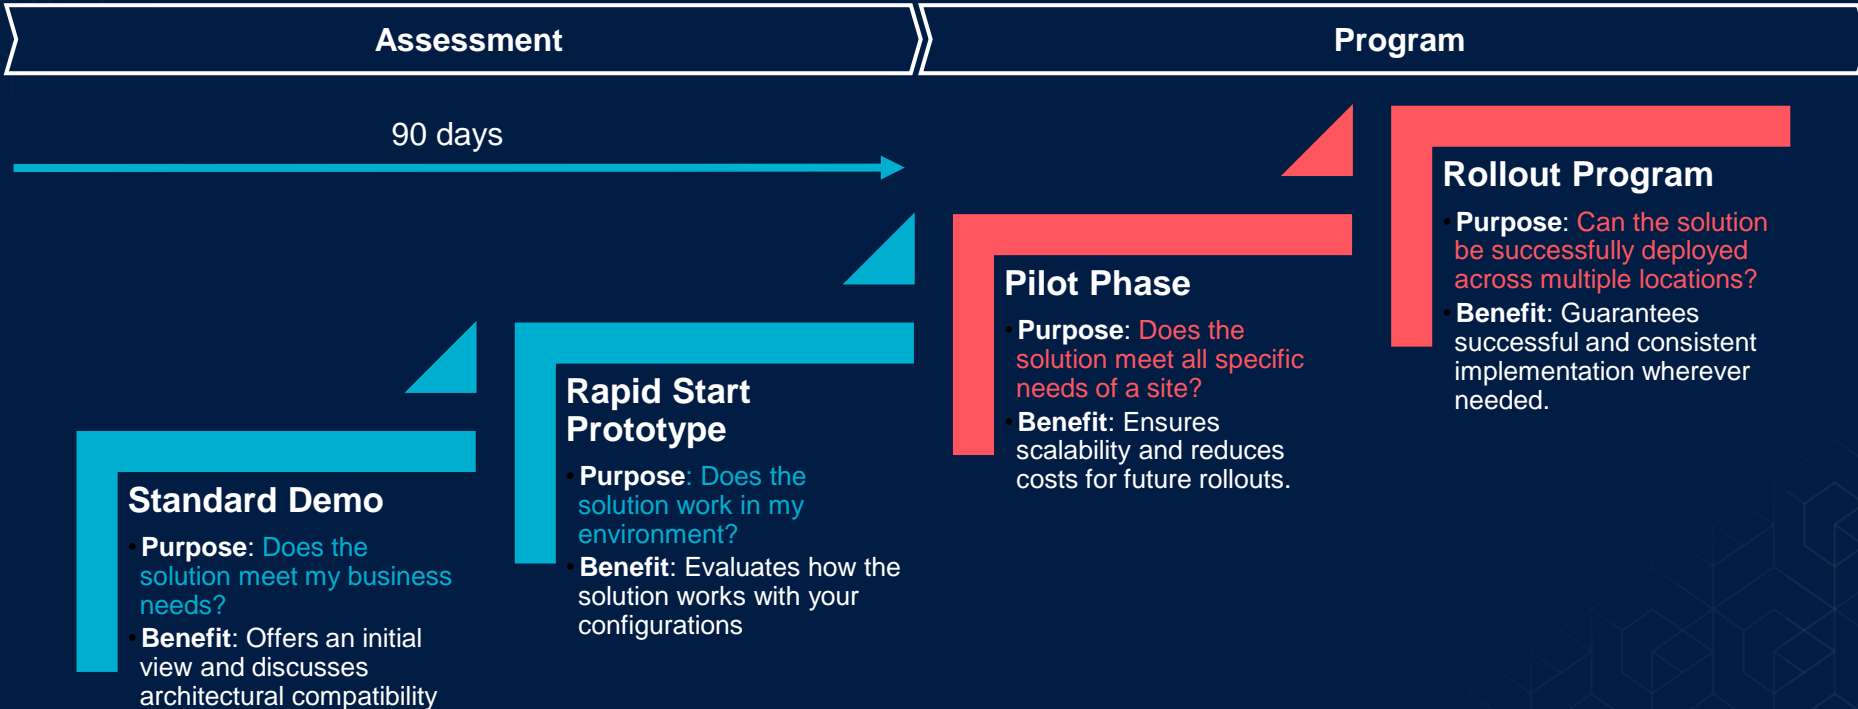 Assessment
Program
90 days
Standard Demo
• Purpose: Does the
solution meet my business
needs?
• Benefit: Offers an initial
view and discusses
architectural compatibility
Rapid Start
Prototype
• Purpose: Does the
solution work in my
environment?
• Benefit: Evaluates how the
solution works with your
configurations
Pilot Phase
• Purpose: Does the
solution meet all specific
needs of a site?
• Benefit: Ensures
scalability and reduces
costs for future rollouts.
Rollout Program
• Purpose: Can the solution
be successfully deployed
across multiple locations?
• Benefit: Guarantees
successful and consistent
implementation wherever
needed.